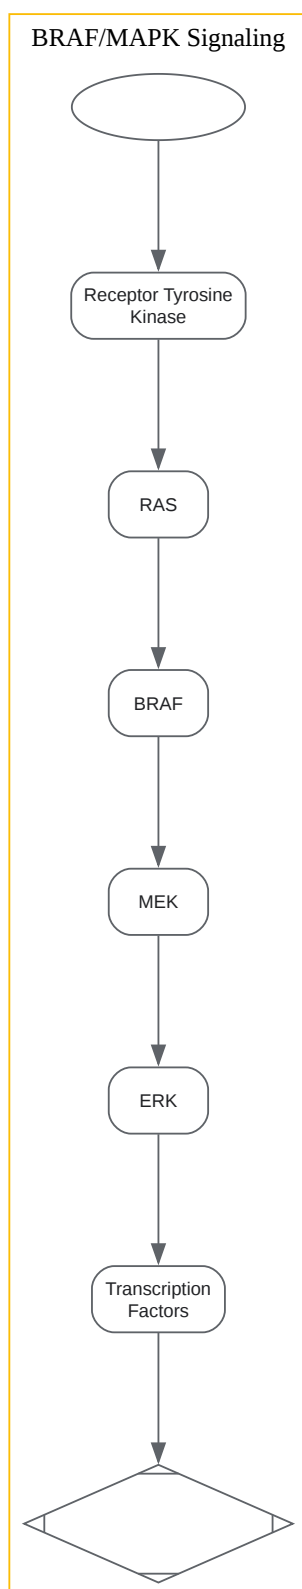 BRAF/MAPK Signaling
Receptor Tyrosine
Kinase
RAS
BRAF
MEK
ERK
Transcription
Factors